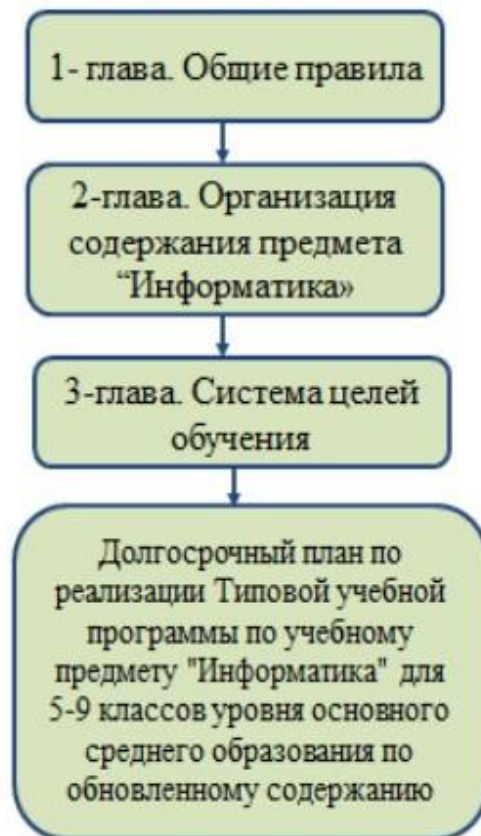 1- глава. Общие правила
2-глава. Организация
содержания предмета
“Информатика»
3-глава. Система целей
обучения
Долгосрочный план по
реализации Типовой учебной
программы по учебному
предмету "Информатика" для
5-9 классов уровня основного
среднего образования по
обновленному содержанию